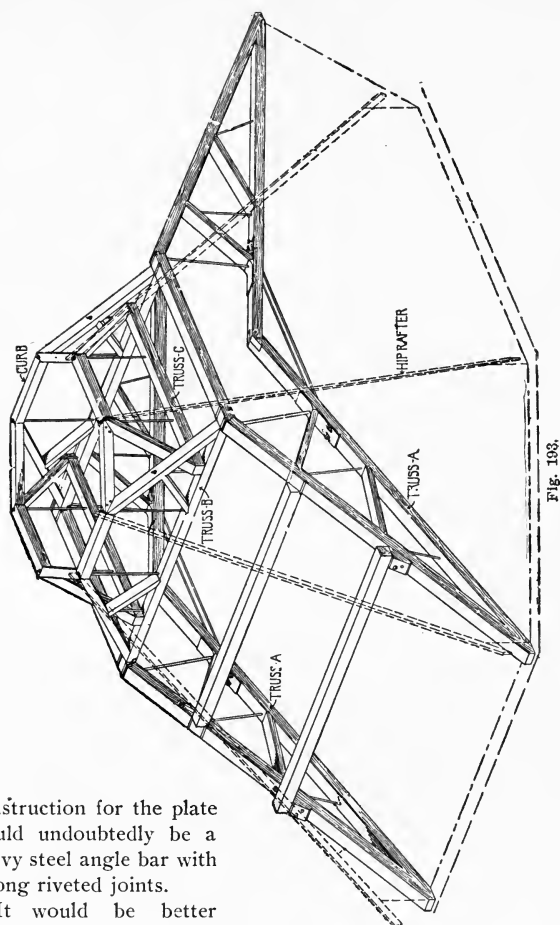 CURB
TRUSS-C
TRUSS-B
HIP RAFTER
TRUSS-A.
TRUSS-A
Fig. 193.
struction for the plate
uld undoubtedly be a
vy steel angle bar with
ong riveted joints.
It would be better